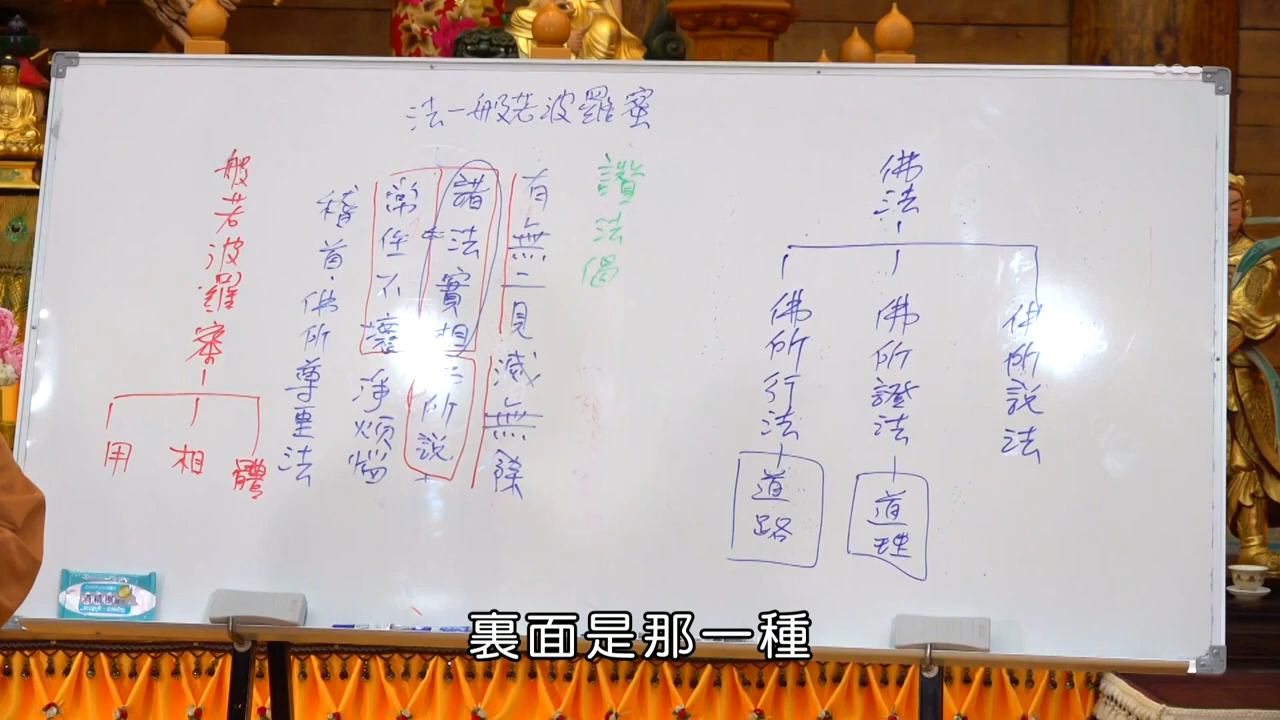 法一般若波羅蜜
佛法
佛所說法
佛所證法
道理
佛所行法
道路
讚法偈
有無二見滅無餘
諸法實相佛所說
常住不壞淨煩惱
稽首佛所尊重法
般若波羅蜜
體
相
用
裏面是那一種